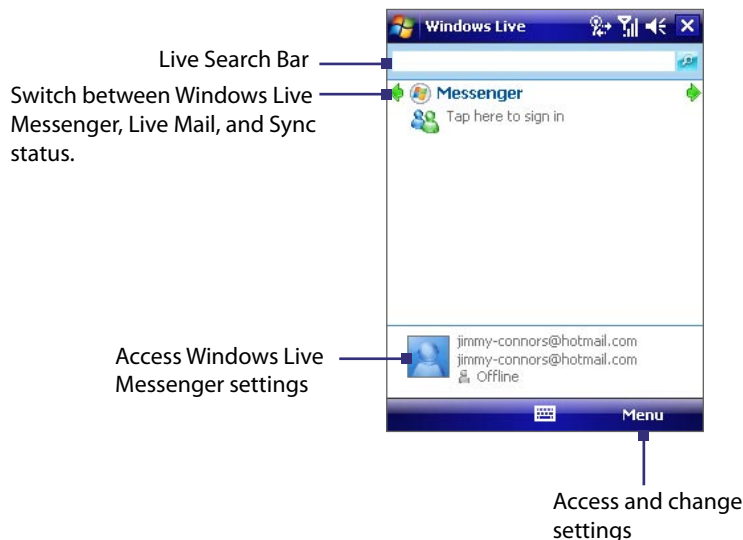 Windows Live
Live Search Bar
Switch between Windows Live
Messenger, Live Mail, and Sync
status.
Messenger
Tap here to sign in
Access Windows Live
Messenger settings
jimmy-connors@hotmail.com
jimmy-connors@hotmail.com
Offline
Menu
Access and change
settings